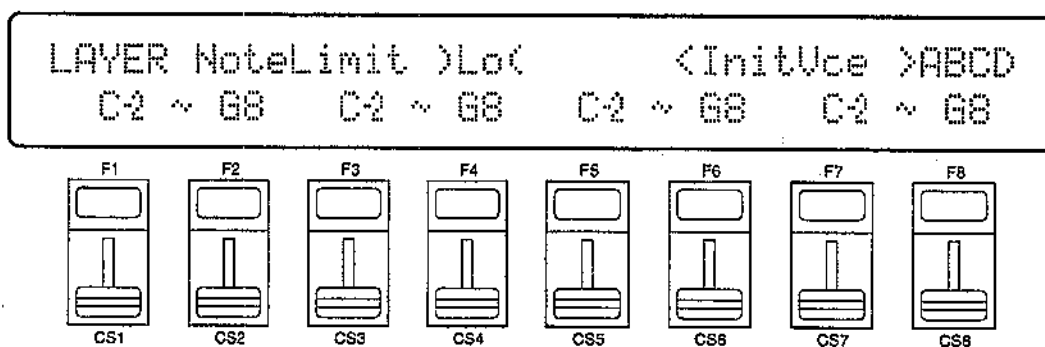 LAYER NoteLimit >Lo< <InitVce >ABCD
C-2 ~ G8 C-2 ~ G8 C-2 ~ G8 C-2 ~ G8
F1 F2 F3 F4 F5 F6 F7 F8
CS1 CS2 CS3 CS4 CS5 CS6 CS7 CS8